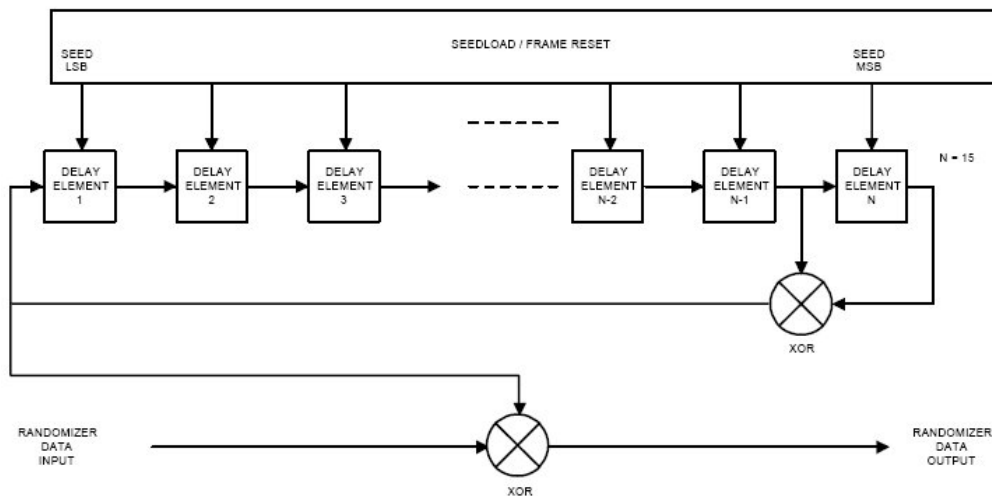 SEEDLOAD / FRAME RESET
SEED
LSB
SEED
MSB
DELAY
ELEMENT
1
DELAY
ELEMENT
2
DELAY
ELEMENT
3
DELAY
ELEMENT
N-2
DELAY
ELEMENT
N-1
DELAY
ELEMENT
N
N = 15
XOR
RANDOMIZER
DATA
INPUT
XOR
RANDOMIZER
DATA
OUTPUT